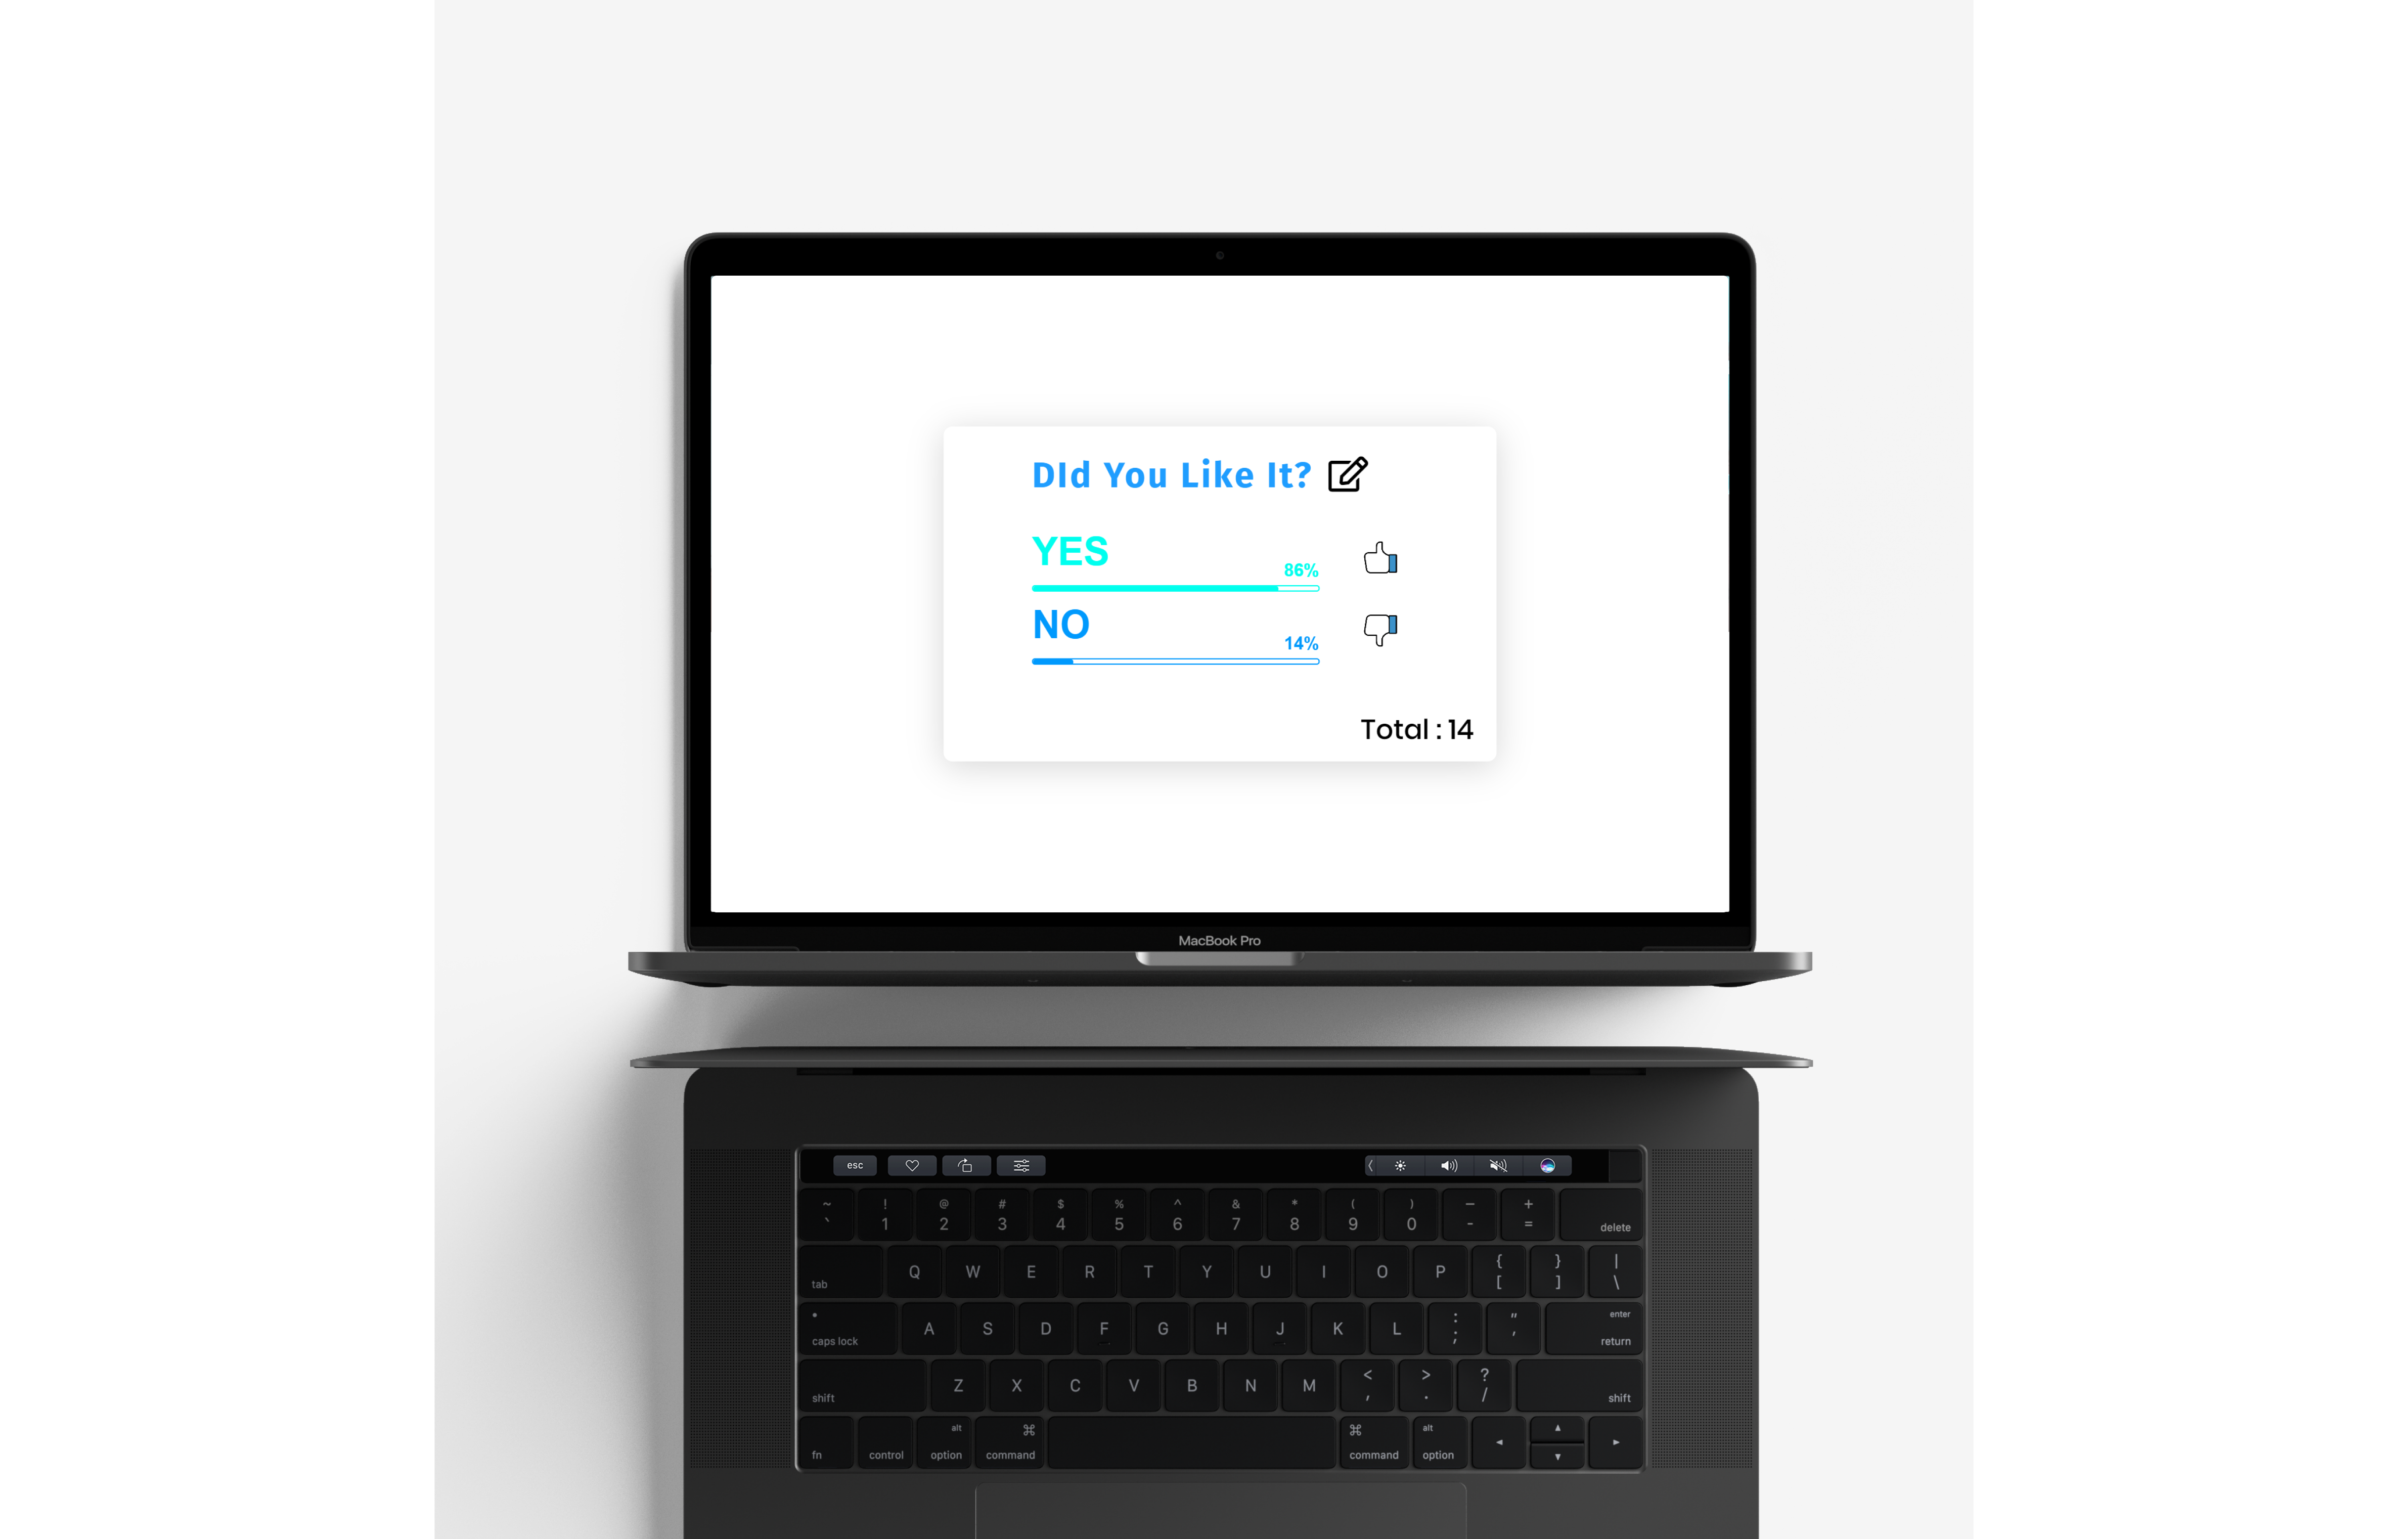 DId You Like It?
YES
86%
NO
14%
Total : 14
MacBook Pro
esc
~ ! @ # $ % ^ & * ( ) — +
` 1 2 3 4 5 6 7 8 9 0 - = delete
tab Q W E R T Y U I O P { [ } ] | \
caps lock A S D F G H J K L : ; " ' enter return
shift Z X C V B N M < , > . ? / shift
fn control alt option ⌘ command ⌘ command alt option